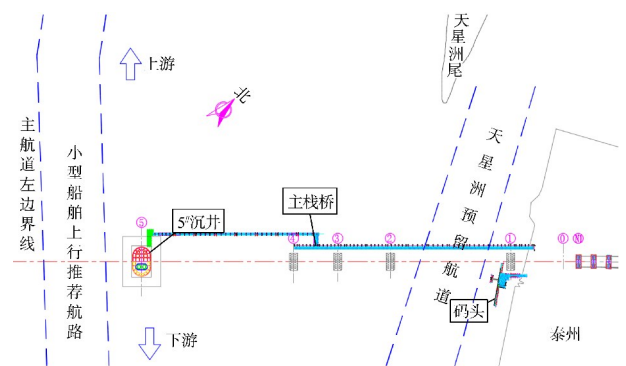 天星洲尾
上游
北
主航道左边界线
小型船舶上行推荐航路
天星洲预留航道
5#沉井
主栈桥
⑤
④
③
②
①
⓪
码头
下游
泰州